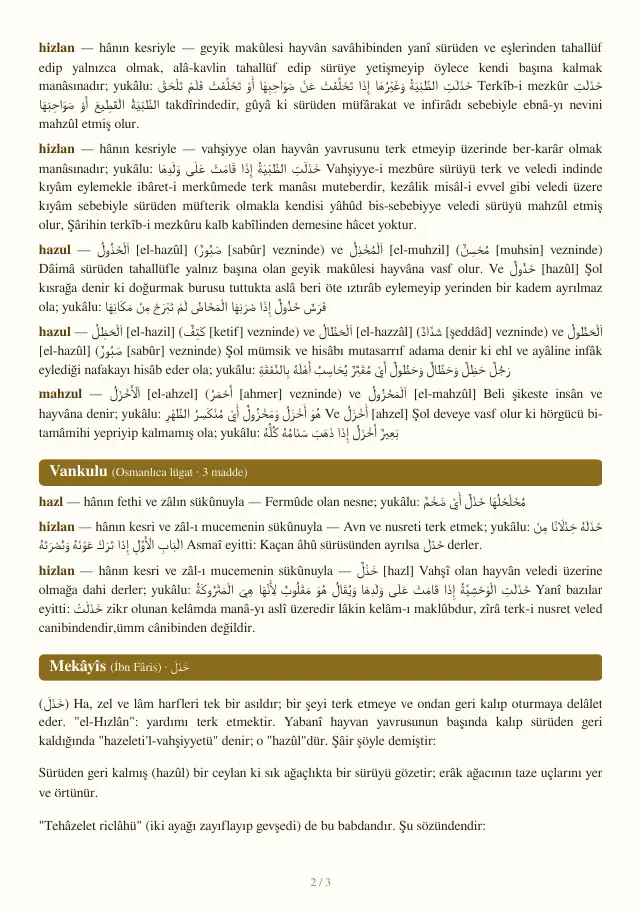 hizlan — hânın kesriyle — geyik makûlesi hayvân savâhibinden yanî sürüden ve eşlerinden tahallüf
edip yalnızca olmak, alâ-kavlin tahallüf edip sürüye yetişmeyip öylece kendi başına kalmak
manâsınadır; yukâlu: خَذَلَتِ الظَّبْيَةُ وَغَيْرُهَا إِذَا تَخَلَّفَتْ عَنْ صَوَاحِبِهَا أَوْ تَخَلَّفَتْ فَلَمْ تَلْحَقْ Terkîb-i mezkûr خَذَلَتِ
الظَّبْيَةُ الْقَطِيعَ أَوْ صَوَاحِبَهَا takdîrindedir, gûyâ ki sürüden müfârakat ve infirâdı sebebiyle ebnâ-yı nevini
mahzûl etmiş olur.
hizlan — hânın kesriyle — vahşiyye olan hayvân yavrusunu terk etmeyip üzerinde ber-karâr olmak
manâsınadır; yukâlu: خَذَلَتِ الظَّبْيَةُ إِذَا قَامَتْ عَلَى وَلَدِهَا Vahşiyye-i mezbûre sürüyü terk ve veledi indinde
kıyâm eylemekle ibâret-i merkûmede terk manâsı muteberdir, kezâlik misâl-i evvel gibi veledi üzere
kıyam sebebiyle sürüden müfterik olmakla kendisi yâhûd bis-sebebiyye veledi sürüyü mahzûl etmiş
olur, Şârihin terkîb-i mezkûru kalb kabîlinden demesine hâcet yoktur.
hazul — اَلْخَذُولُ [el-hazûl] (صَبُورٌ [sabûr] vezninde) ve اَلْمُخْذِلُ [el-muhzil] (مُحْسِنٌ [muhsin] vezninde)
Dâimâ sürüden tahallüfle yalnız başına olan geyik makûlesi hayvâna vasf olur. Ve خَذُولٌ [hazûl] Şol
kısrağa denir ki doğurmak burusu tuttukta aslâ beri öte ıztırâb eylemeyip yerinden bir kadem ayrılmaz
ola; yukâlu: فَرَسٌ خَذُولٌ إِذَا ضَرَبَهَا الْمَخَاضُ لَمْ تَبْرَحْ مِنْ مَكَانِهَا
hazul — اَلْحَظِلُ [el-hazil] (كَتِفٌ [ketif] vezninde) ve اَلْحَظَّالُ [el-hazzâl] (شَدَّادٌ [şeddâd] vezninde) ve اَلْحَظُولُ
[el-hazûl] (صَبُورٌ [sabûr] vezninde) Şol mümsik ve hisâbı mutasarrıf adama denir ki ehl ve ayâline infâk
eylediği nafakayı hisâb eder ola; yukâlu: رَجُلٌ حَظِلٌ وَحَظَّالٌ وَحَظُولٌ أَيْ مُقَتِّرٌ يُحَاسِبُ أَهْلَهُ بِالنَّفَقَةِ
mahzul — اَلْأَخْزَلُ [el-ahzel] (أَحْمَرُ [ahmer] vezninde) ve اَلْمَخْزُولُ [el-mahzûl] Beli şikeste insân ve
hayvâna denir; yukâlu: هُوَ أَخْزَلُ وَمَخْزُولٌ أَيْ مُنْكَسِرُ الظَّهْرِ Ve أَخْزَلُ [ahzel] Şol deveye vasf olur ki hörgücü bi-
tamâmihi yepriyip kalmamış ola; yukâlu: بَعِيرٌ أَخْزَلُ إِذَا ذَهَبَ سَنَامُهُ كُلُّهُ
Vankulu (Osmanlıca lügat · 3 madde)
hazl — hânın fethi ve zâlın sükûnuyla — Fermûde olan nesne; yukâlu: مُخَلْخَلُهَا خَدْلٌ أَيْ ضَخْمٌ
hizlan — hânın kesri ve zâl-ı mucemenin sükûnuyla — Avn ve nusreti terk etmek; yukâlu: خَذَلَهُ خِذْلَانًا مِنَ
الْبَابِ الْأَوَّلِ إِذَا تَرَكَ عَوْنَهُ وَنُصْرَتَهُ Asmaî eyitti: Kaçan âhû sürüsünden ayrılsa خَذَلَ derler.
hizlan — hânın kesri ve zâl-ı mucemenin sükûnuyla — خَذْلٌ [hazl] Vahşî olan hayvân veledi üzerine
olmağa dahi derler; yukâlu: خَذَلَتِ الْوَحْشِيَّةُ إِذَا قَامَتْ عَلَى وَلَدِهَا وَيُقَالُ هُوَ مَقْلُوبٌ لِأَنَّهَا هِيَ الْمَتْرُوكَةُ Yanî bazılar
eyitti: خَذَلَتْ zikr olunan kelâmda manâ-yı aslî üzeredir lâkin kelâm-ı maklûbdur, zîrâ terk-i nusret veled
canibindendir,ümm cânibinden değildir.
Mekâyîs (İbn Fâris) · خَذَلَ
(خَذَلَ) Ha, zel ve lâm harfleri tek bir asıldır; bir şeyi terk etmeye ve ondan geri kalıp oturmaya delâlet
eder. "el-Hızlân": yardımı terk etmektir. Yabanî hayvan yavrusunun başında kalıp sürüden geri
kaldığında "hazeleti'l-vahşiyyetü" denir; o "hazûl"dür. Şâir şöyle demiştir:
Sürüden geri kalmış (hazûl) bir ceylan ki sık ağaçlıkta bir sürüyü gözetir; erâk ağacının taze uçlarını yer
ve örtünür.
"Tehâzelet riclâhü" (iki ayağı zayıflayıp gevşedi) de bu babdandır. Şu sözündendir:
2 / 3